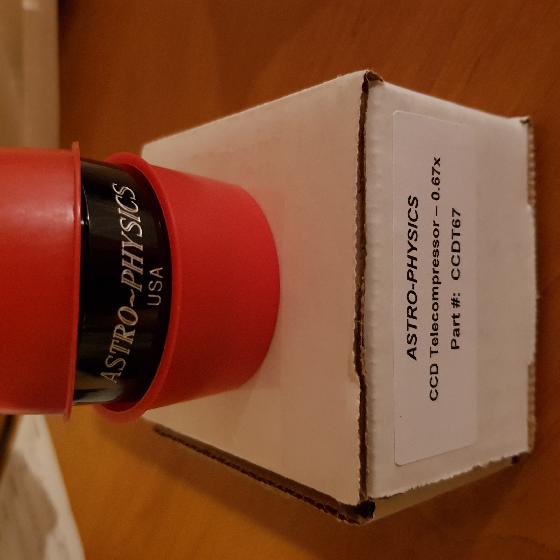 ASTRO~PHYSICS
USA
ASTRO-PHYSICS
CCD Telecompressor – 0.67x
Part #: CCDT67